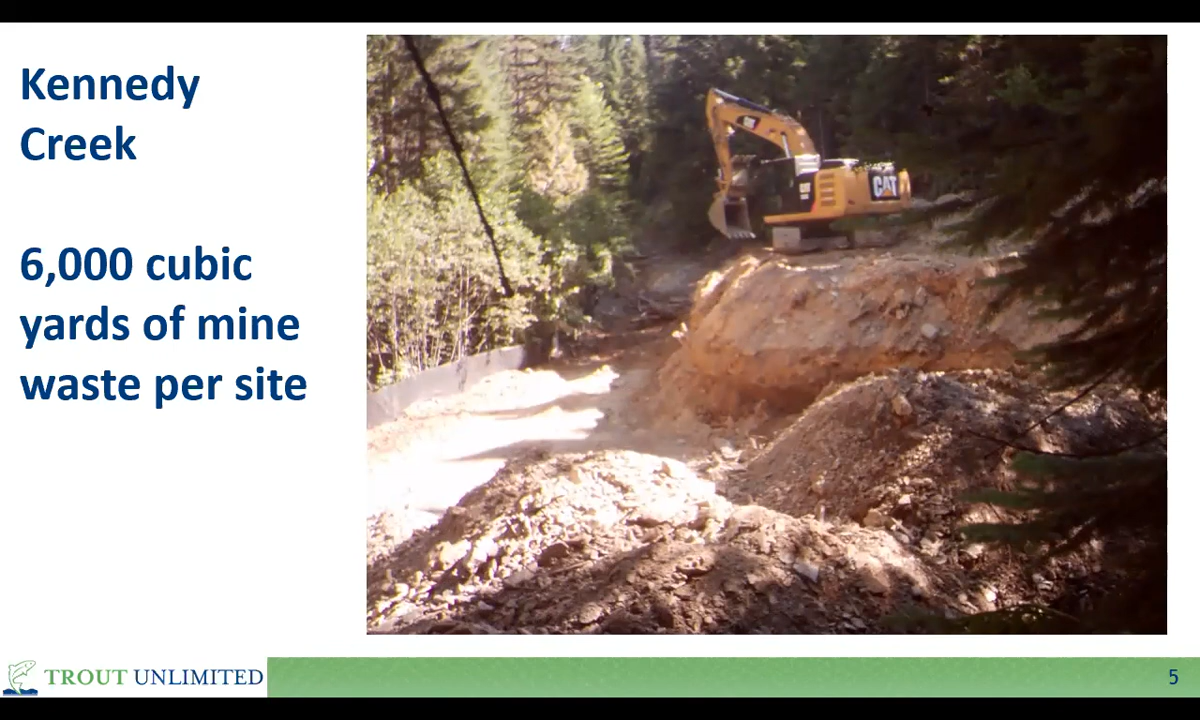 Kennedy
Creek
6,000 cubic
yards of mine
waste per site
CAT
TROUT UNLIMITED
5